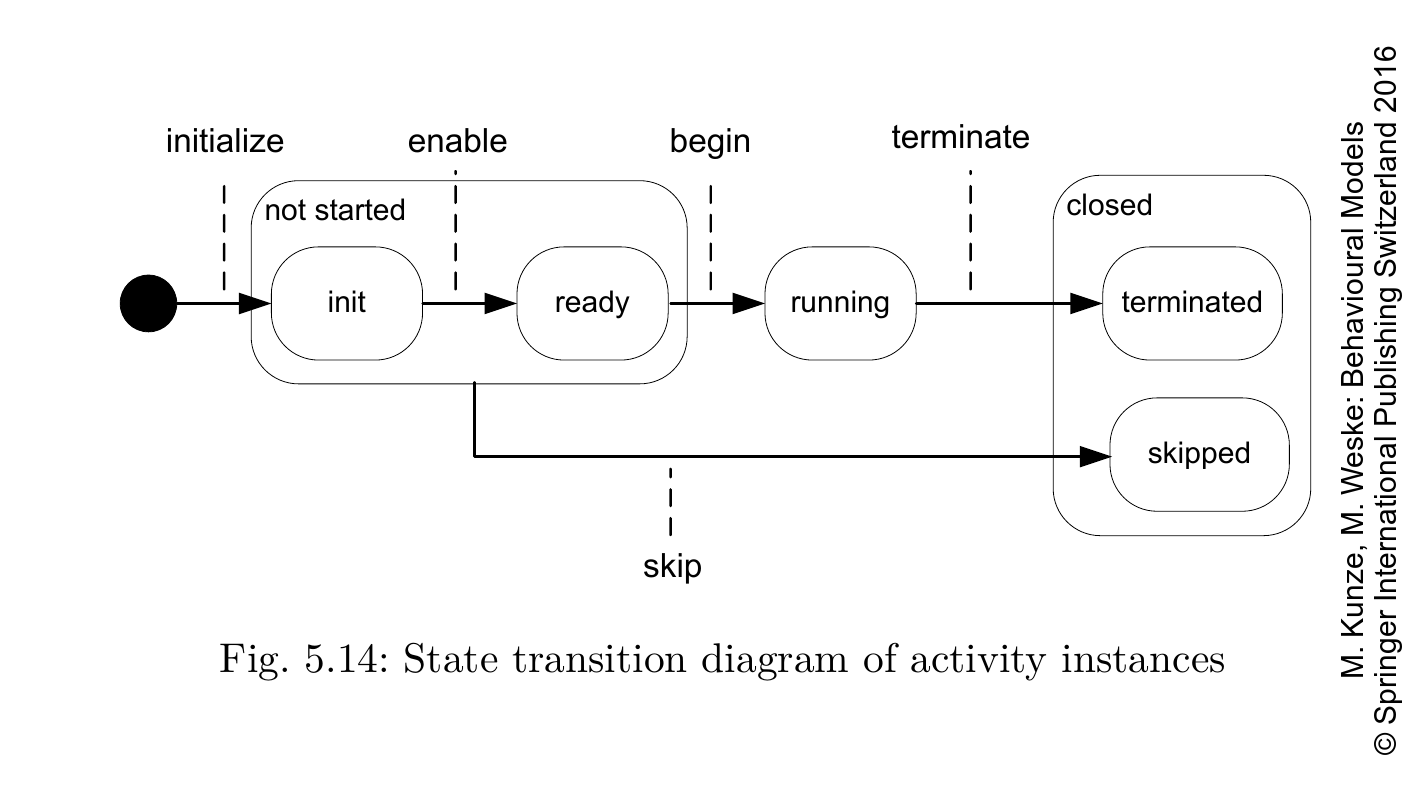 initialize
enable
begin
terminate
not started
closed
init
ready
running
terminated
skipped
skip
Fig. 5.14: State transition diagram of activity instances
M. Kunze, M. Weske: Behavioural Models
© Springer International Publishing Switzerland 2016